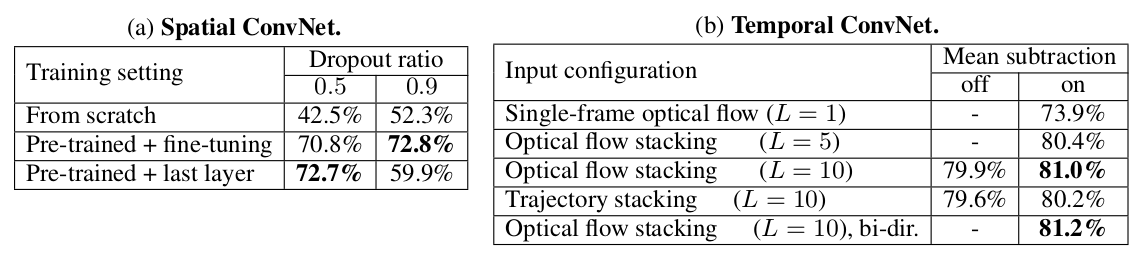 (a) Spatial ConvNet.
Training setting Dropout ratio
0.5 0.9
From scratch 42.5% 52.3%
Pre-trained + fine-tuning 70.8% 72.8%
Pre-trained + last layer 72.7% 59.9%
(b) Temporal ConvNet.
Input configuration Mean subtraction
off on
Single-frame optical flow (L = 1) - 73.9%
Optical flow stacking (L = 5) - 80.4%
Optical flow stacking (L = 10) 79.9% 81.0%
Trajectory stacking (L = 10) 79.6% 80.2%
Optical flow stacking (L = 10), bi-dir. - 81.2%